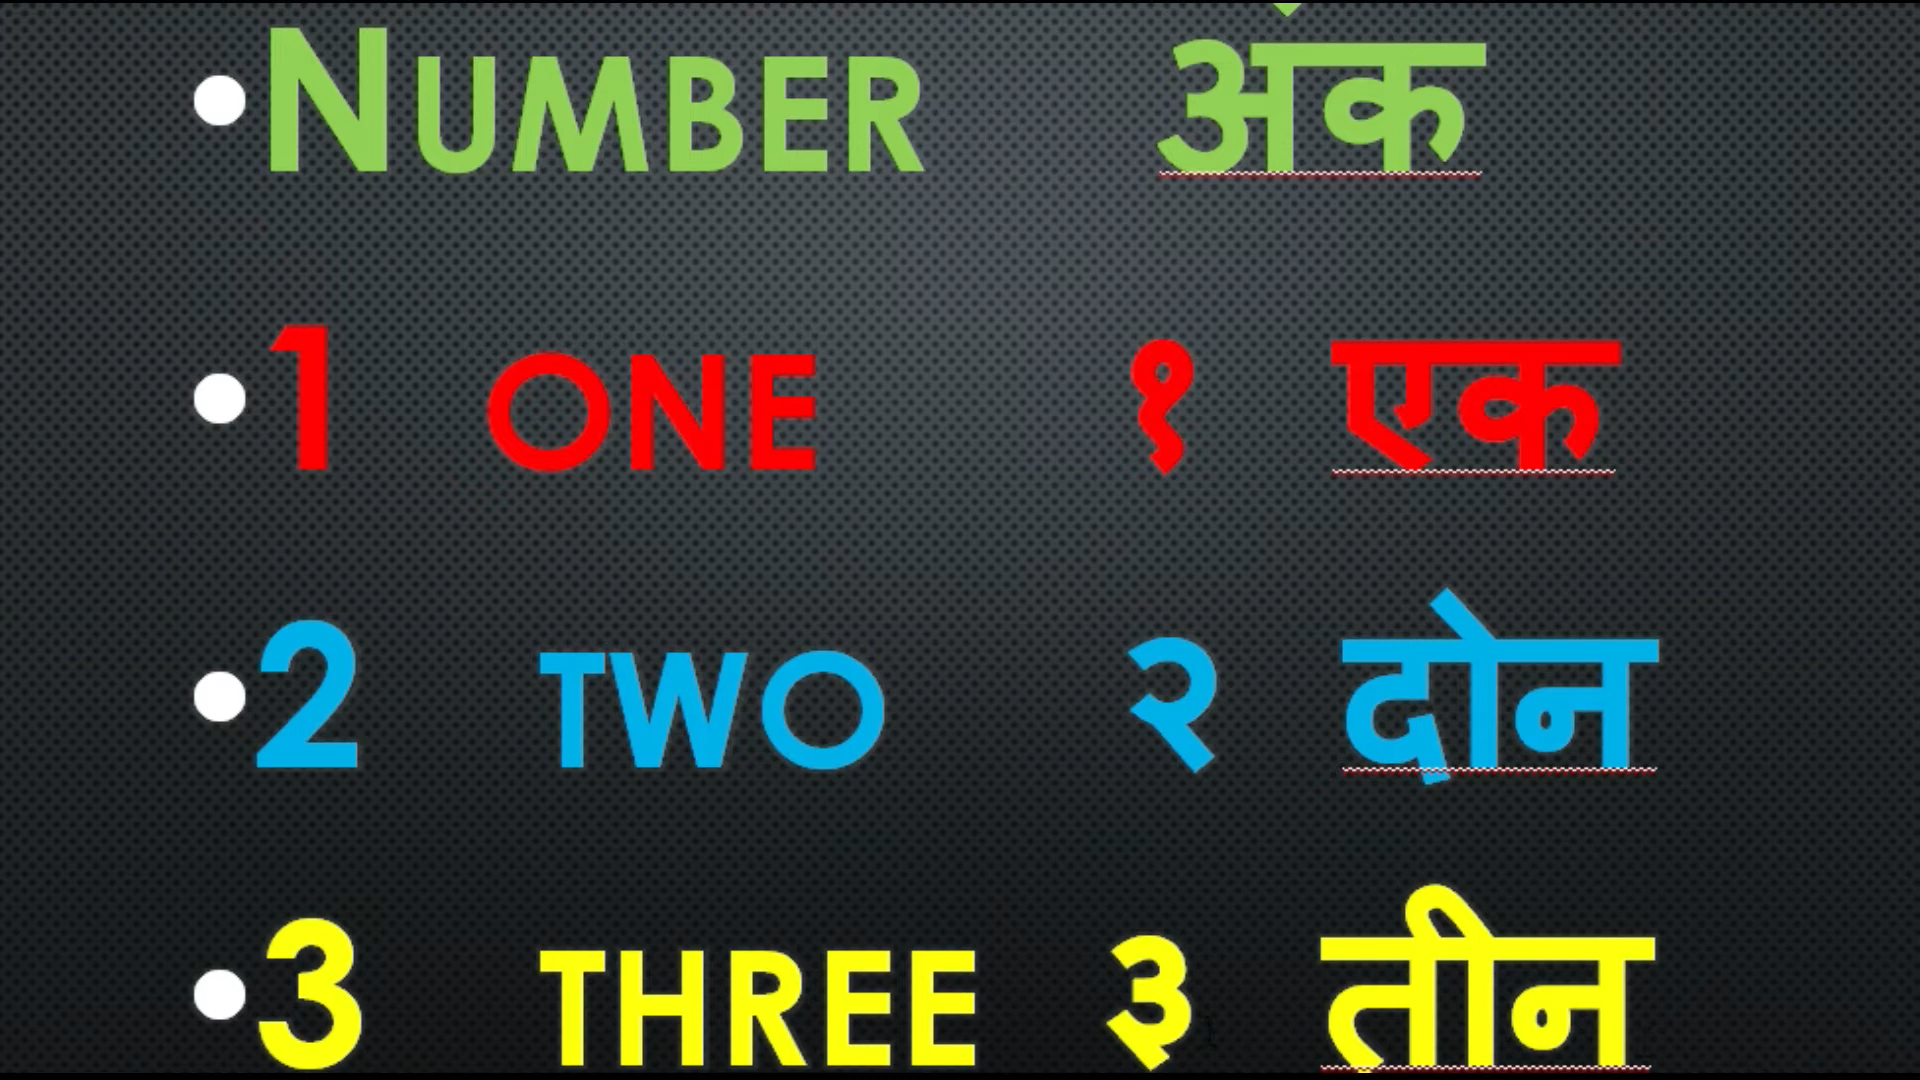 Number अंक
1 one १ एक
2 two २ दोन
3 three ३ तीन